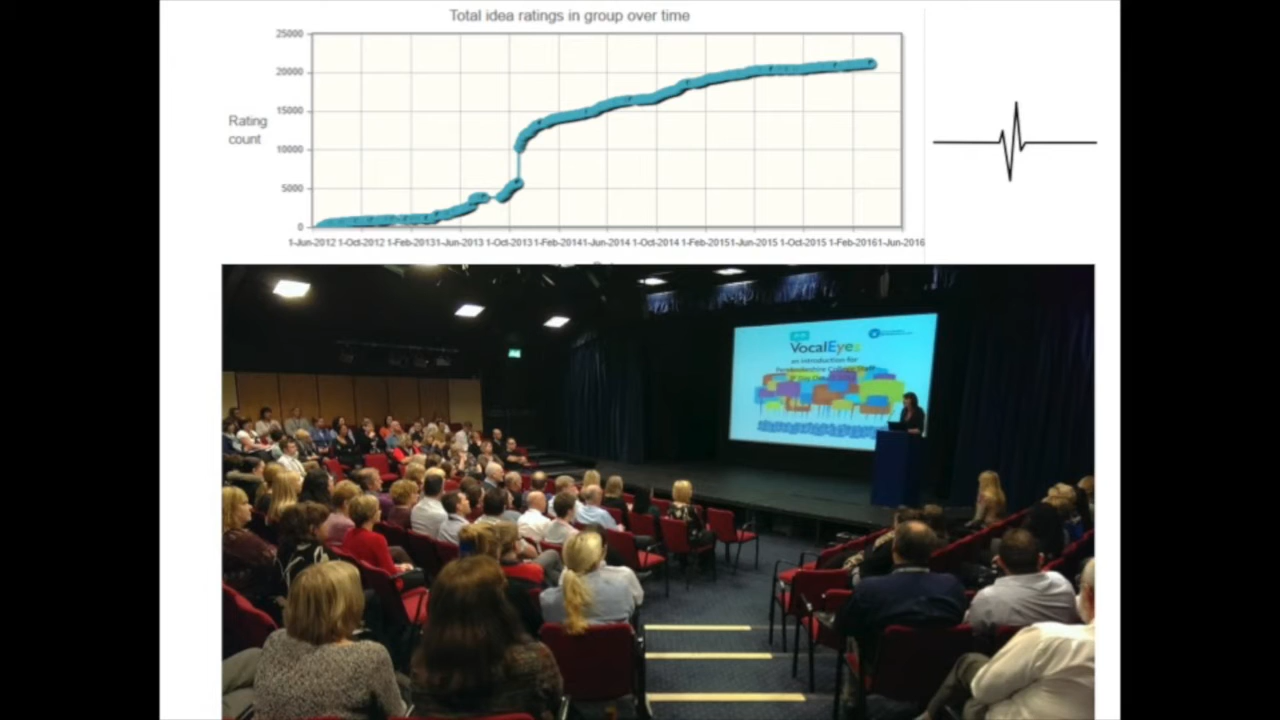 Total idea ratings in group over time
25000
20000
15000
10000
5000
0
Rating
count
1-Jun-2012 1-Oct-2012 1-Feb-2013 1-Jun-2013 1-Oct-2013 1-Feb-2014 1-Jun-2014 1-Oct-2014 1-Feb-2015 1-Jun-2015 1-Oct-2015 1-Feb-2016 1-Jun-2016
VocalEyes
an introduction for
Pembrokeshire College Staff